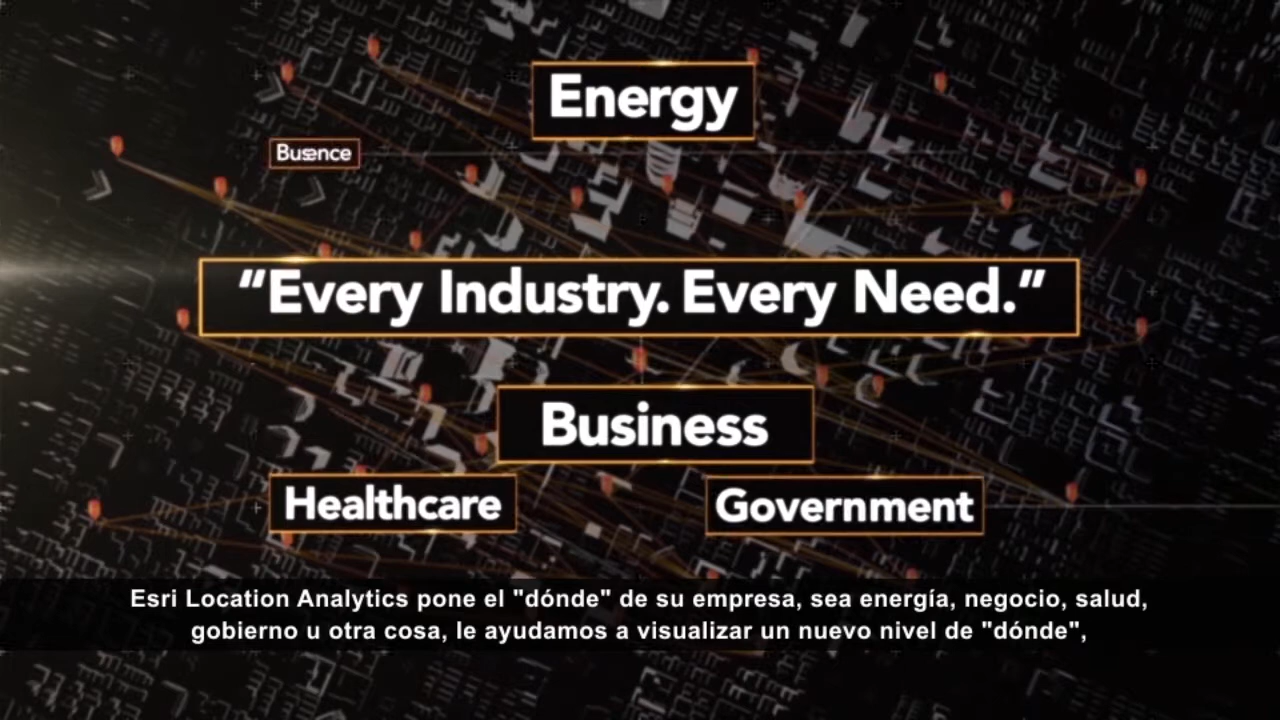 Energy
“Every Industry. Every Need.”
Business
Healthcare
Government
Esri Location Analytics pone el "dónde" de su empresa, sea energía, negocio, salud,
gobierno u otra cosa, le ayudamos a visualizar un nuevo nivel de "dónde",